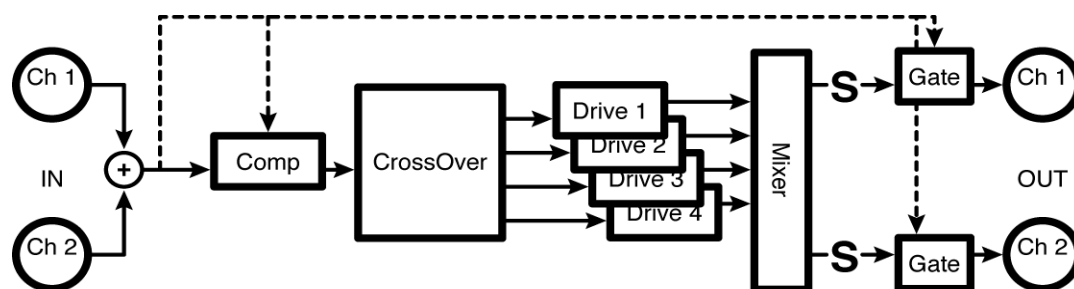 Ch 1
Ch 2
IN
+
Comp
CrossOver
Drive 1
Drive 2
Drive 3
Drive 4
Mixer
S
S
Gate
Gate
Ch 1
OUT
Ch 2